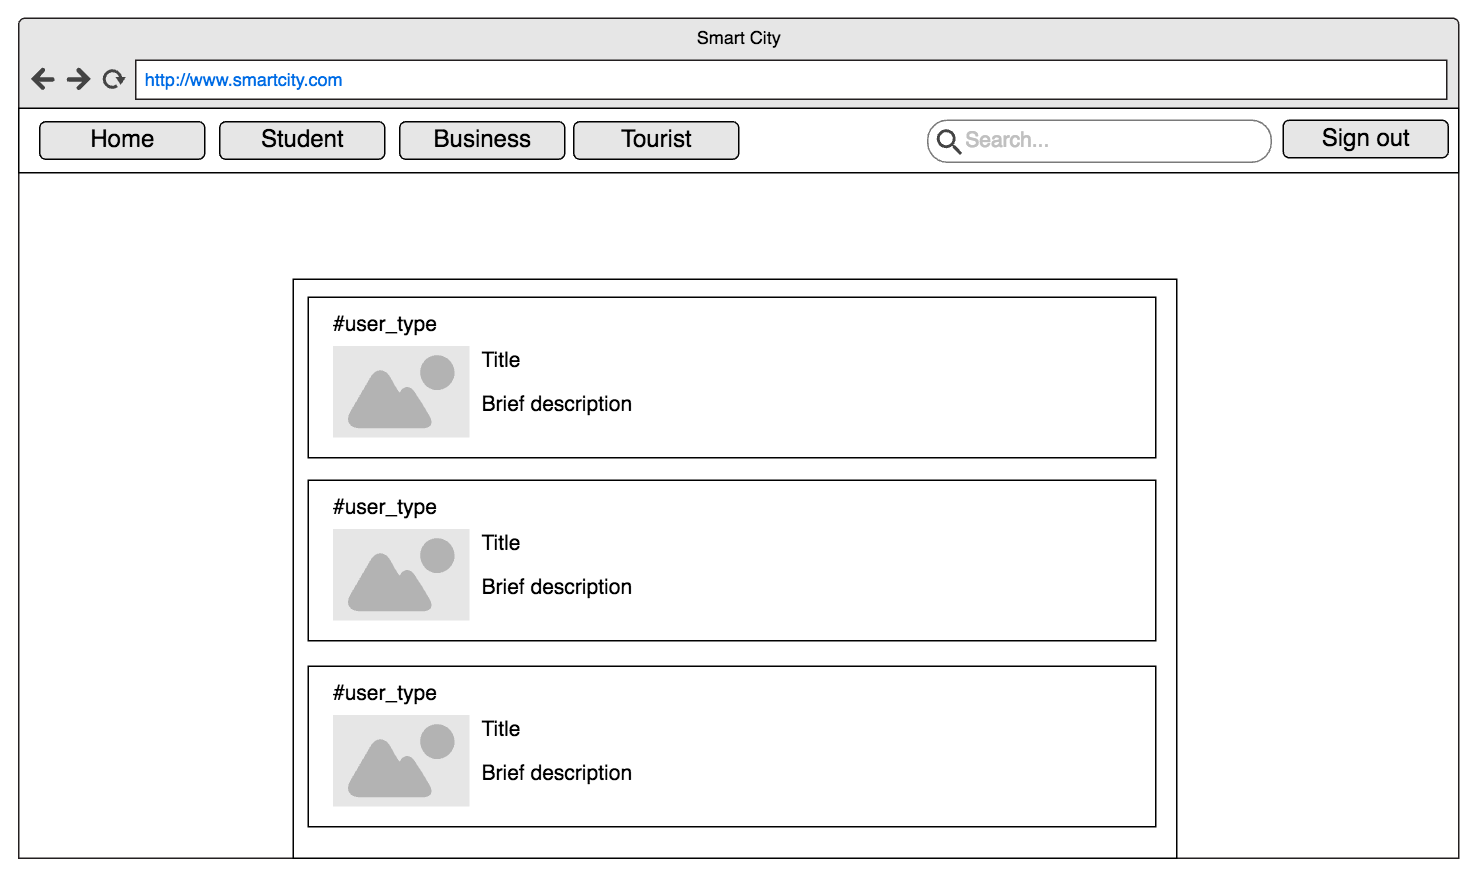 Smart City
http://www.smartcity.com
Home Student Business Tourist Search... Sign out
#user_type
Title
Brief description
#user_type
Title
Brief description
#user_type
Title
Brief description